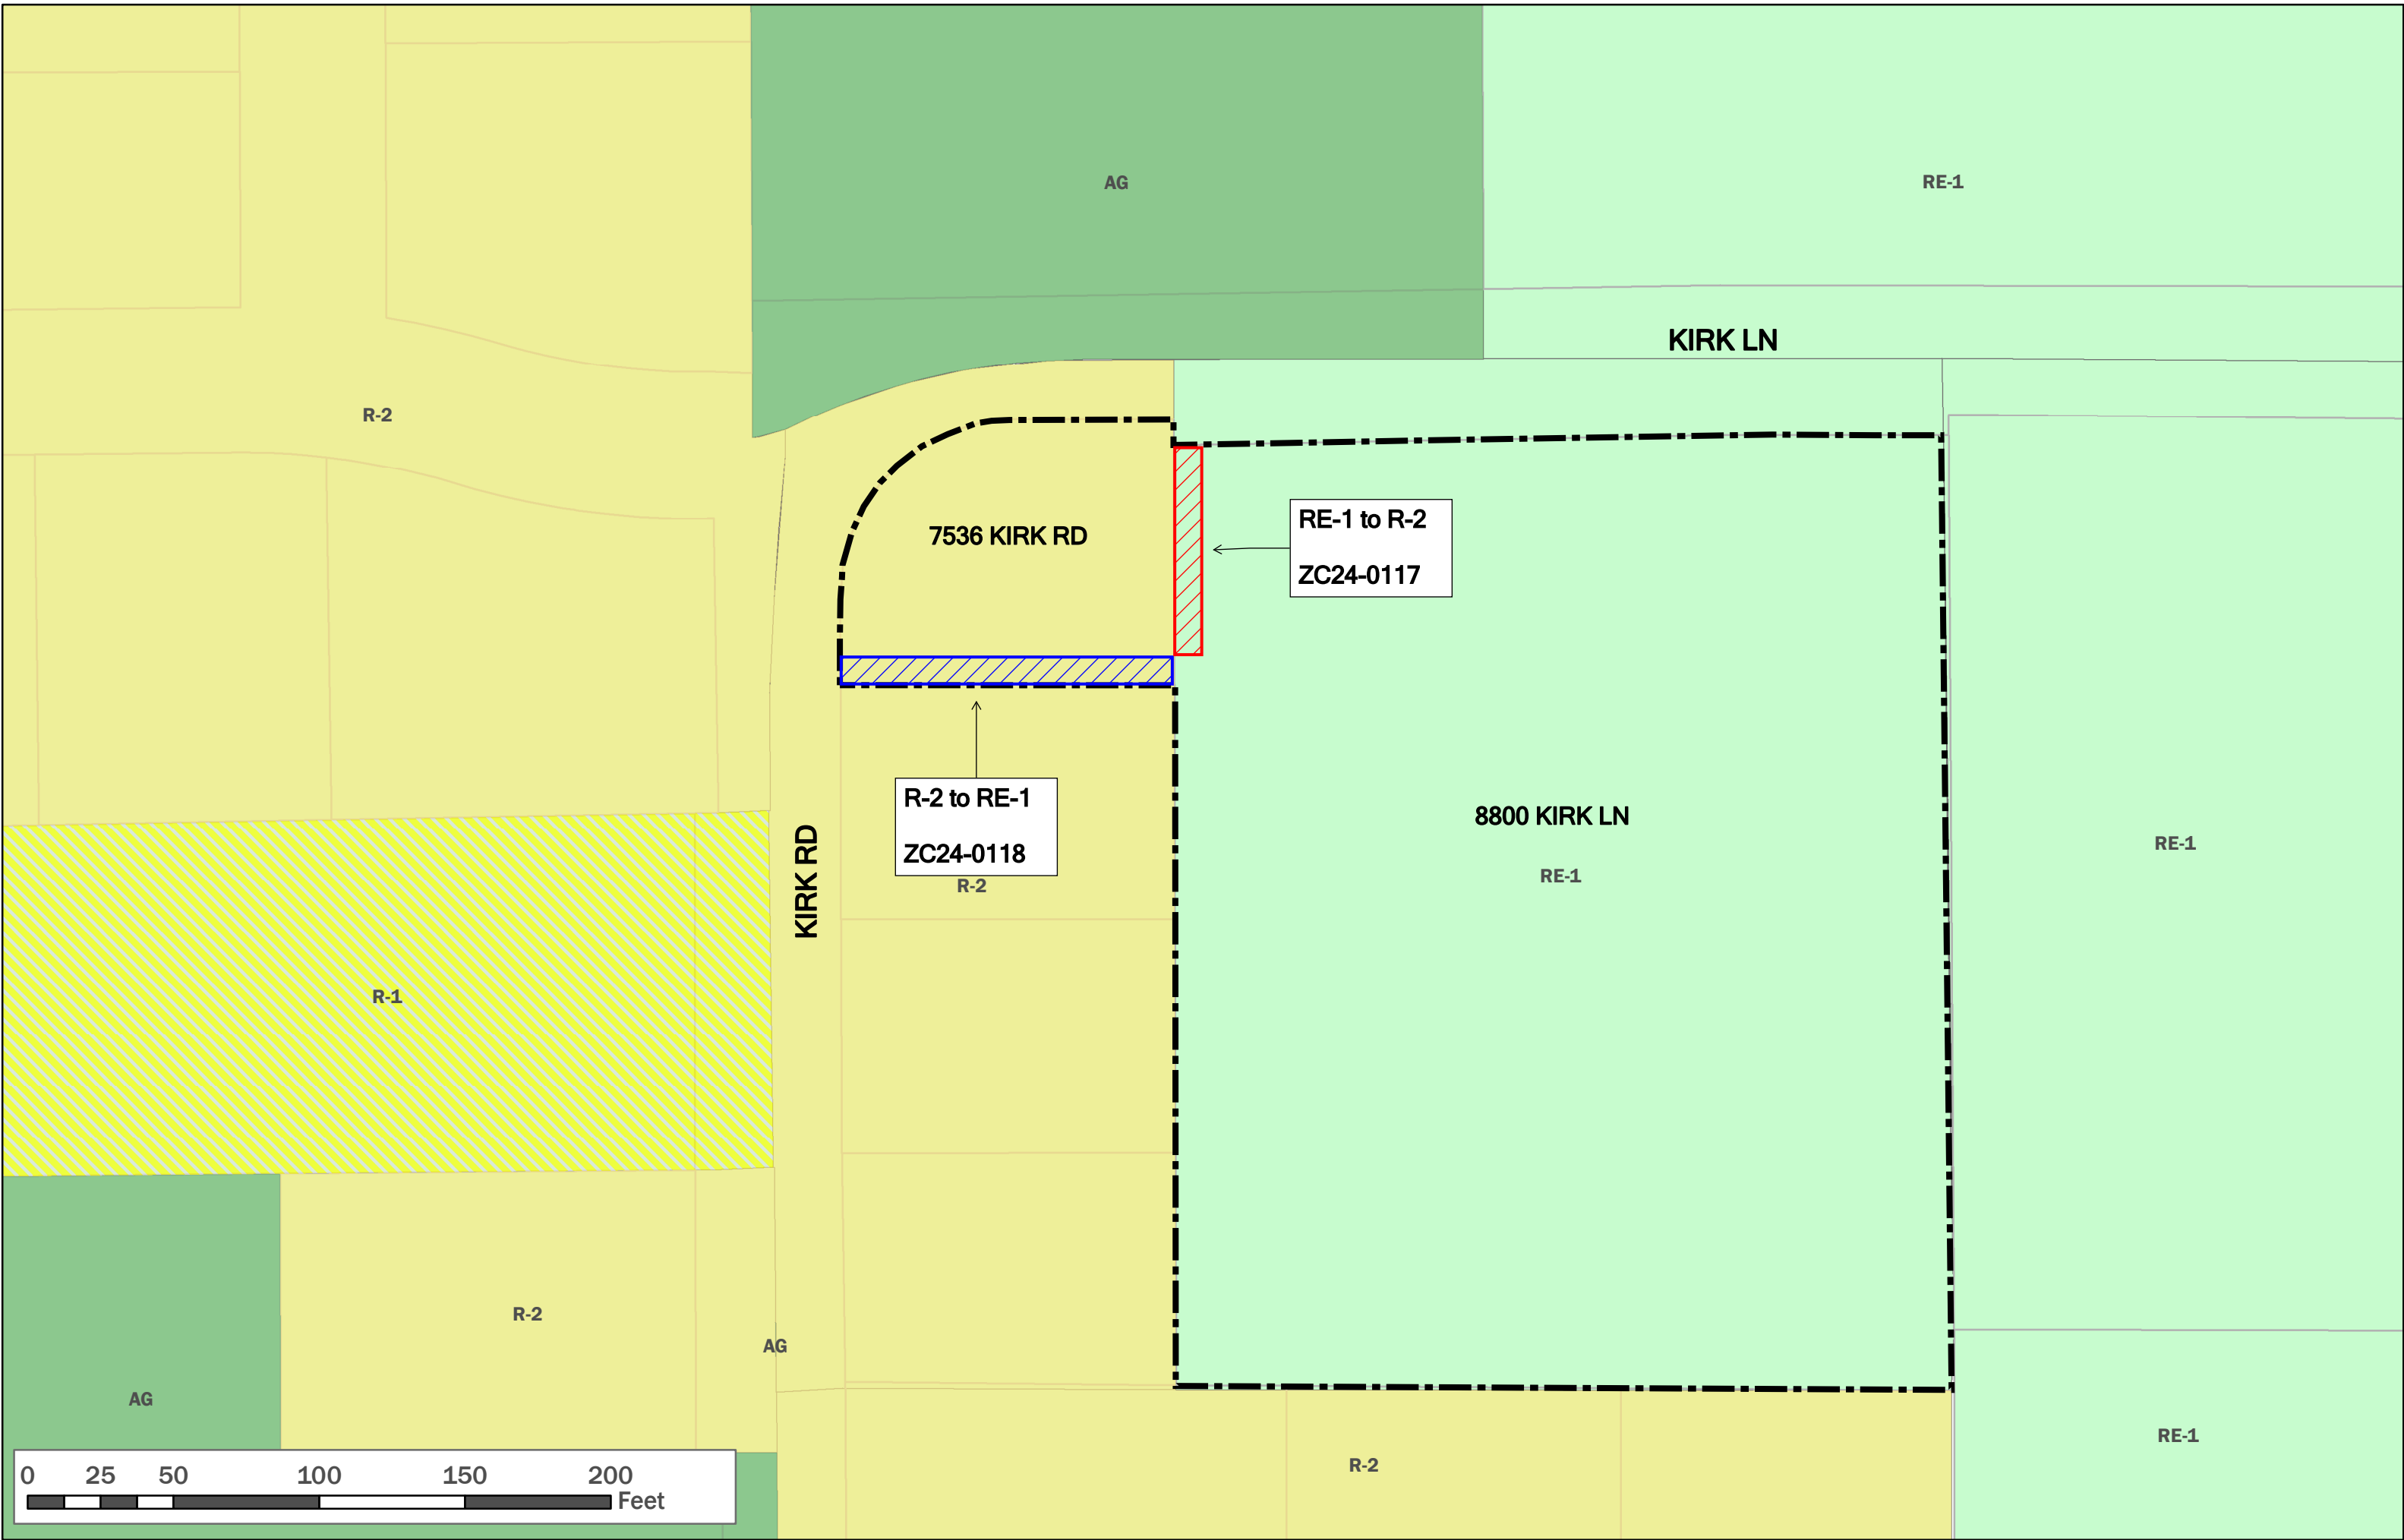 AG
RE-1
KIRK LN
R-2
7536 KIRK RD
RE-1 to R-2
ZC24-0117
R-2 to RE-1
ZC24-0118
KIRK RD
R-2
8800 KIRK LN
RE-1
RE-1
R-1
R-2
AG
AG
RE-1
R-2
0 25 50 100 150 200
Feet